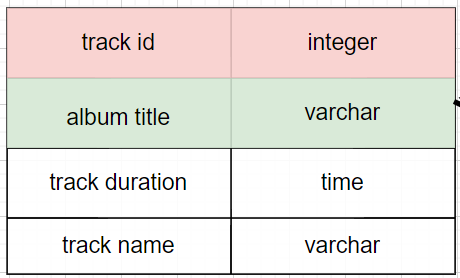 track id integer
album title varchar
track duration time
track name varchar